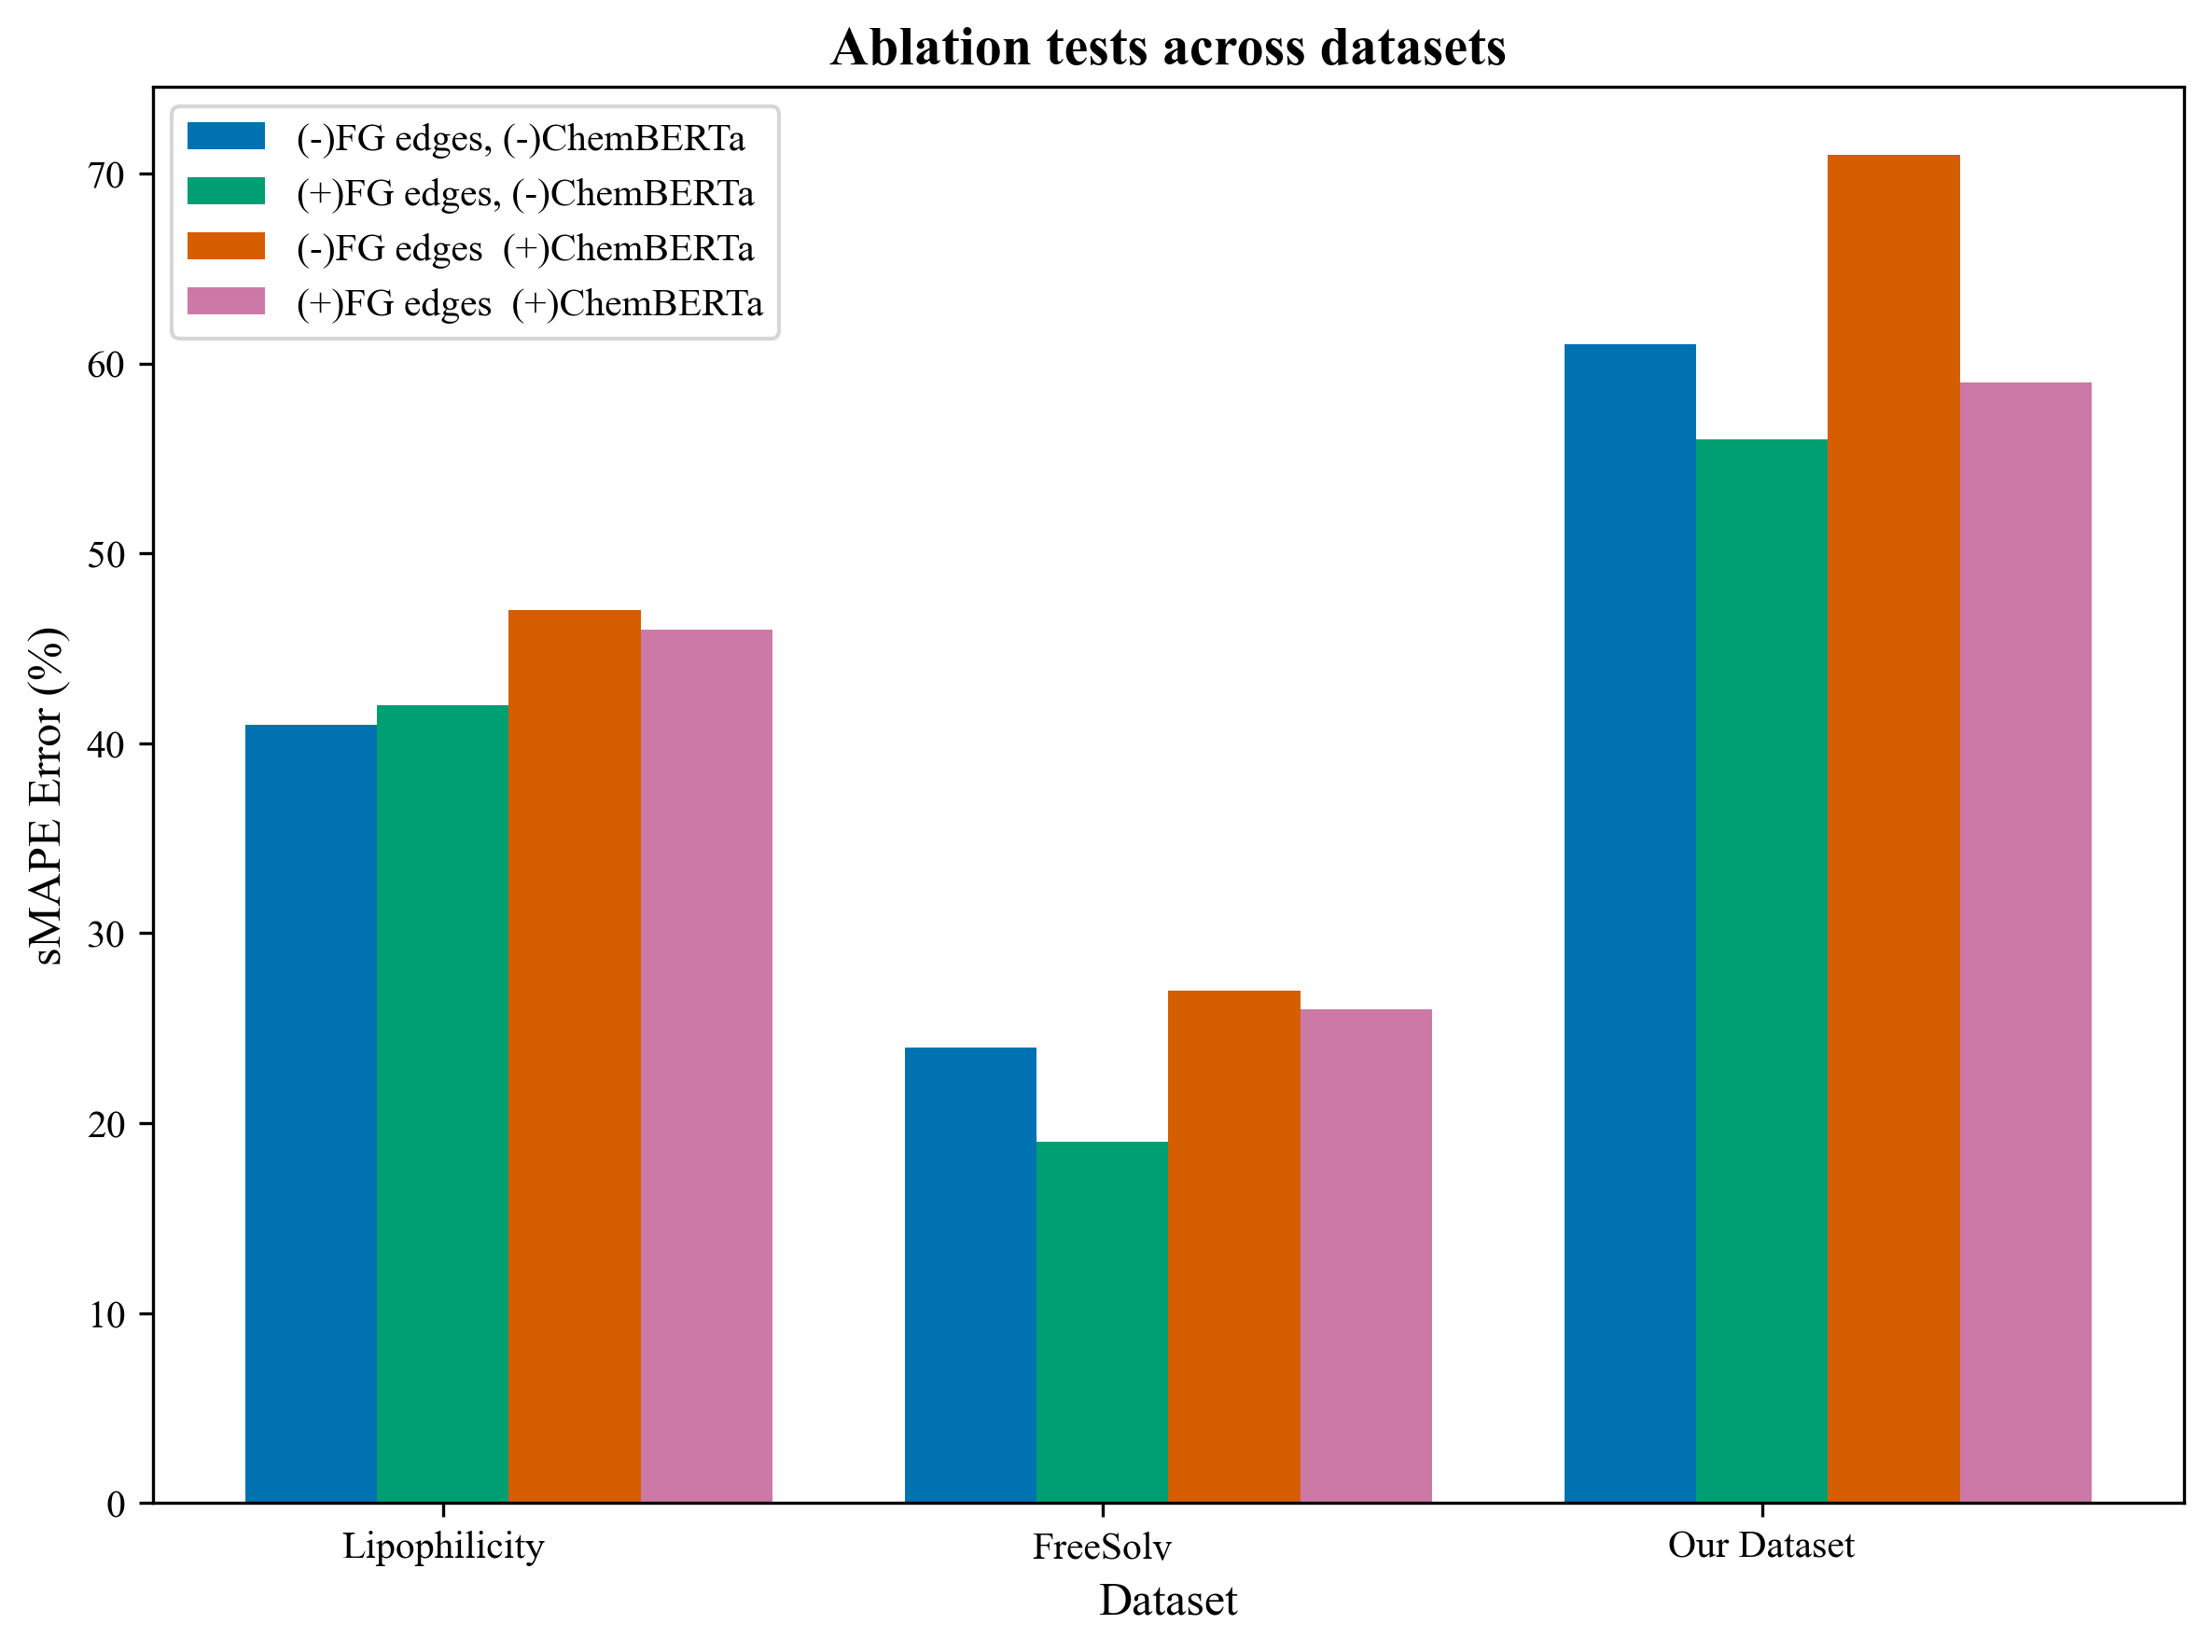 Ablation tests across datasets
(-)FG edges, (-)ChemBERTa
(+)FG edges, (-)ChemBERTa
(-)FG edges  (+)ChemBERTa
(+)FG edges  (+)ChemBERTa
sMAPE Error (%)
70
60
50
40
30
20
10
0
Lipophilicity
FreeSolv
Our Dataset
Dataset